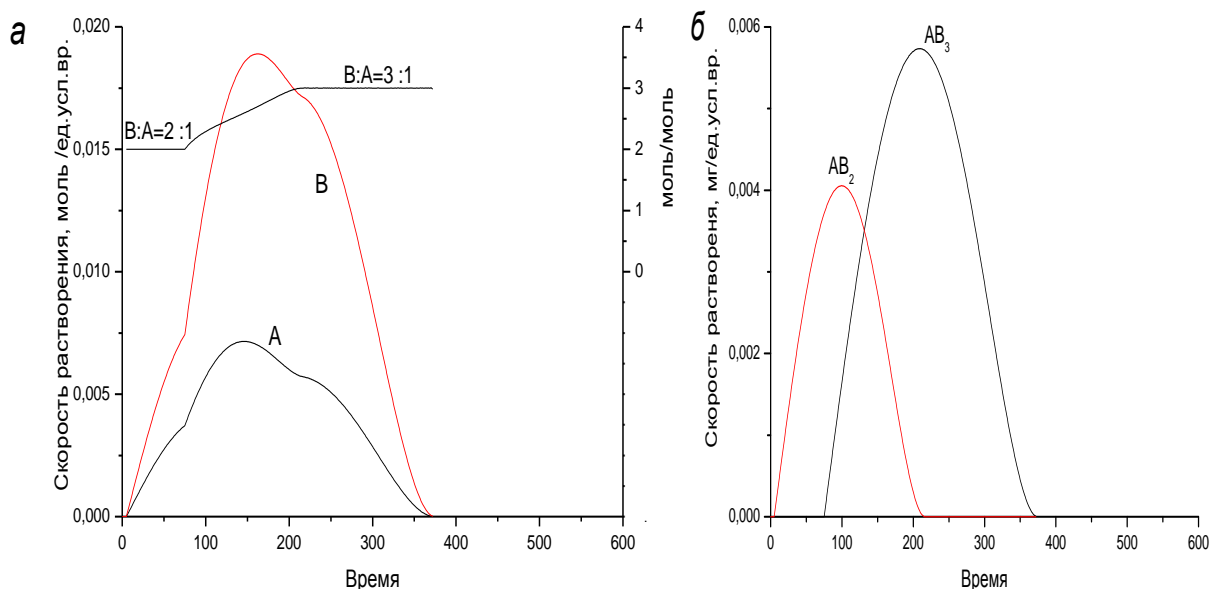 а
Скорость растворения, моль /ед.усл.вр.
0,020
0,015
0,010
0,005
0,000
B:A=2 :1
B:A=3 :1
B
A
4
3
2
1
0
моль/моль
0 100 200 300 400 500 600
Время
б
Скорость раствореня, мг/ед.усл.вр.
0,006
0,004
0,002
0,000
AB₂
AB₃
0 100 200 300 400 500 600
Время